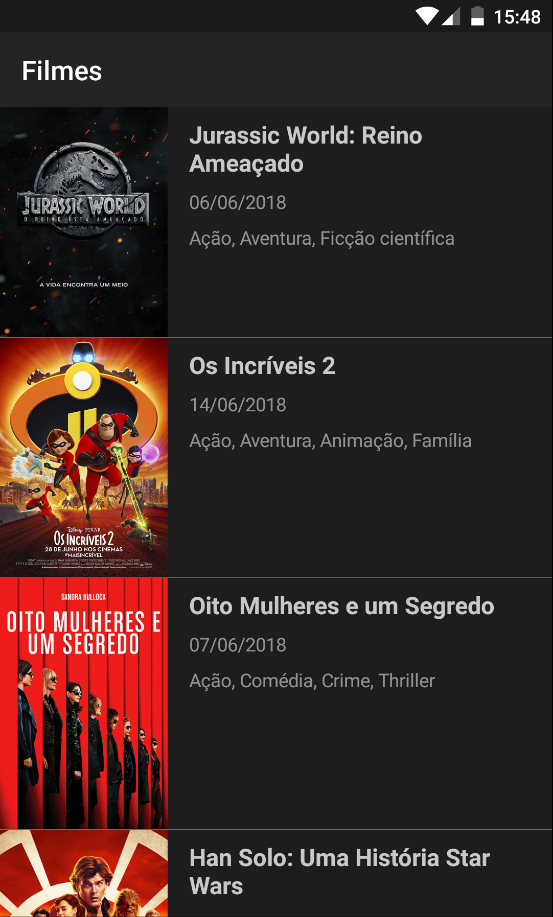 15:48
Filmes
JURASSIC WORLD
O REINO ESTÁ AMEAÇADO
A VIDA ENCONTRA UM MEIO
Jurassic World: Reino
Ameaçado
06/06/2018
Ação, Aventura, Ficção científica
Disney PIXAR
OS INCRÍVEIS 2
28 DE JUNHO NOS CINEMAS
#MAISINCRÍVEL
Os Incríveis 2
14/06/2018
Ação, Aventura, Animação, Família
SANDRA BULLOCK
OITO MULHERES E
UM SEGREDO
Oito Mulheres e um Segredo
07/06/2018
Ação, Comédia, Crime, Thriller
Han Solo: Uma História Star
Wars